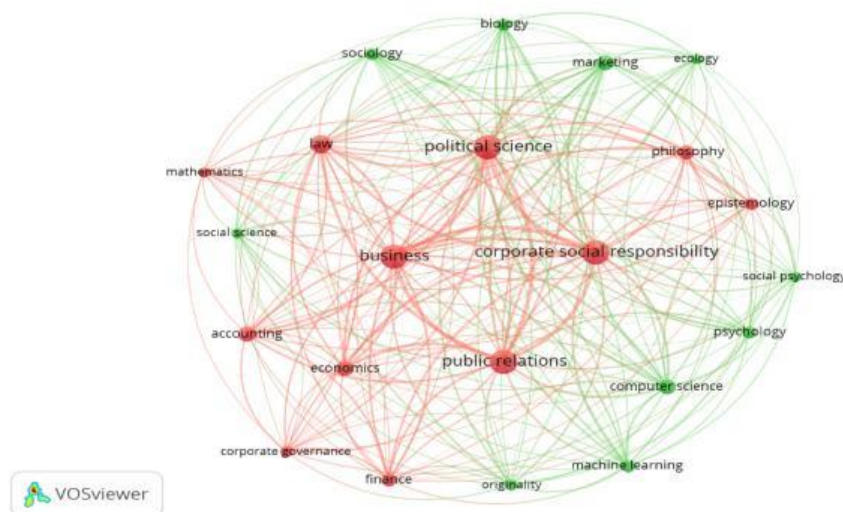 biology
sociology
marketing
ecology
law
political science
philosophy
mathematics
epistemology
social science
business
corporate social responsibility
social psychology
accounting
psychology
economics
public relations
computer science
corporate governance
finance
machine learning
originality
VOSviewer